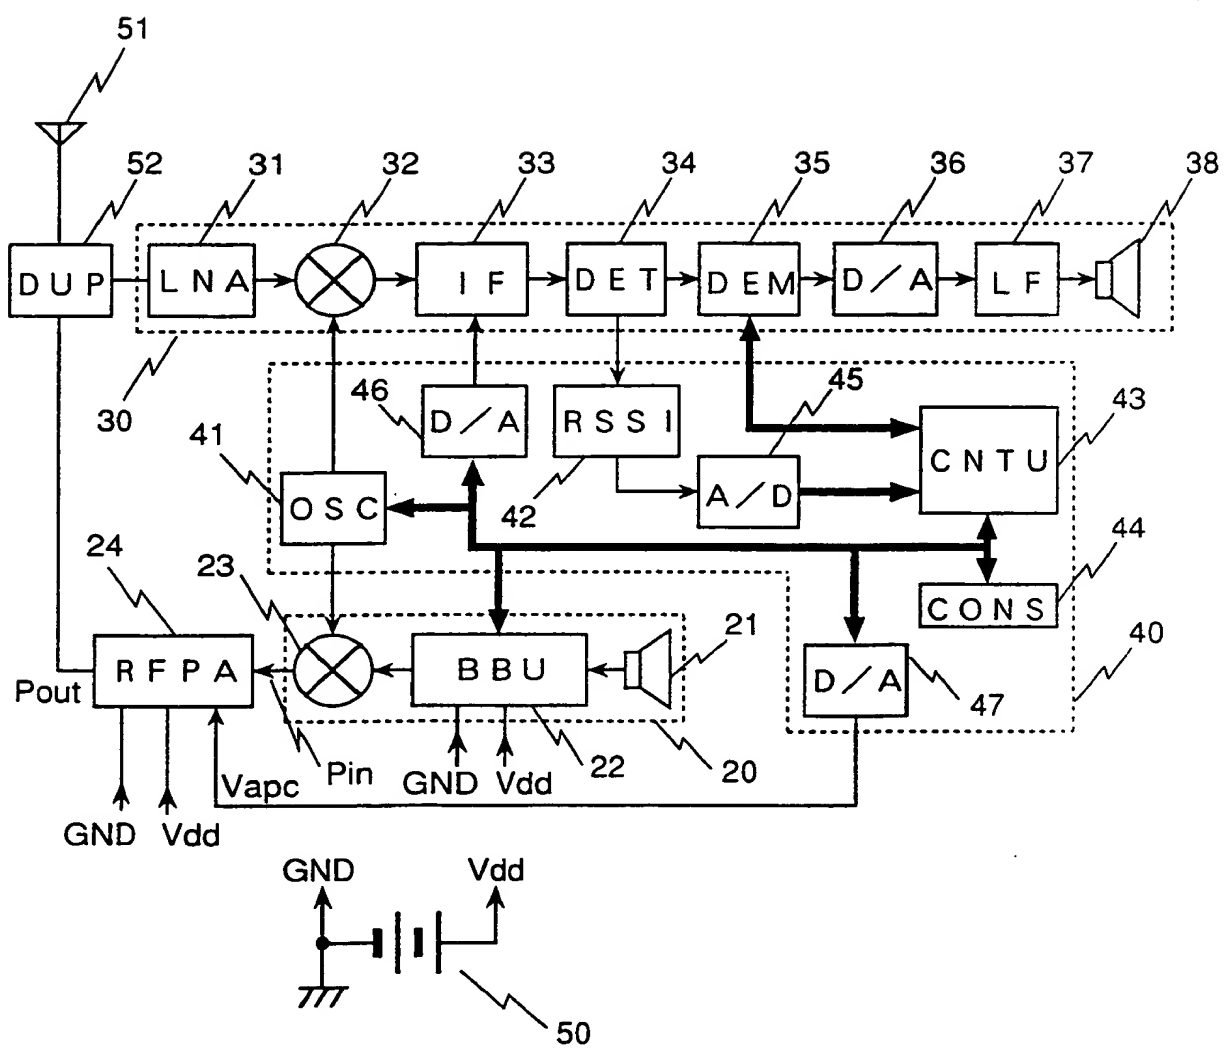 51
52 31 32 33 34 35 36 37 38
DUP LNA IF DET DEM D/A LF
30
46 45
D/A RSSI CNTU 43
41
OSC 42 A/D
44
24 23 CONS
21 40
RFPA BBU D/A
Pout 47
Pin 22 20
Vapc GND Vdd
GND Vdd
GND Vdd
50